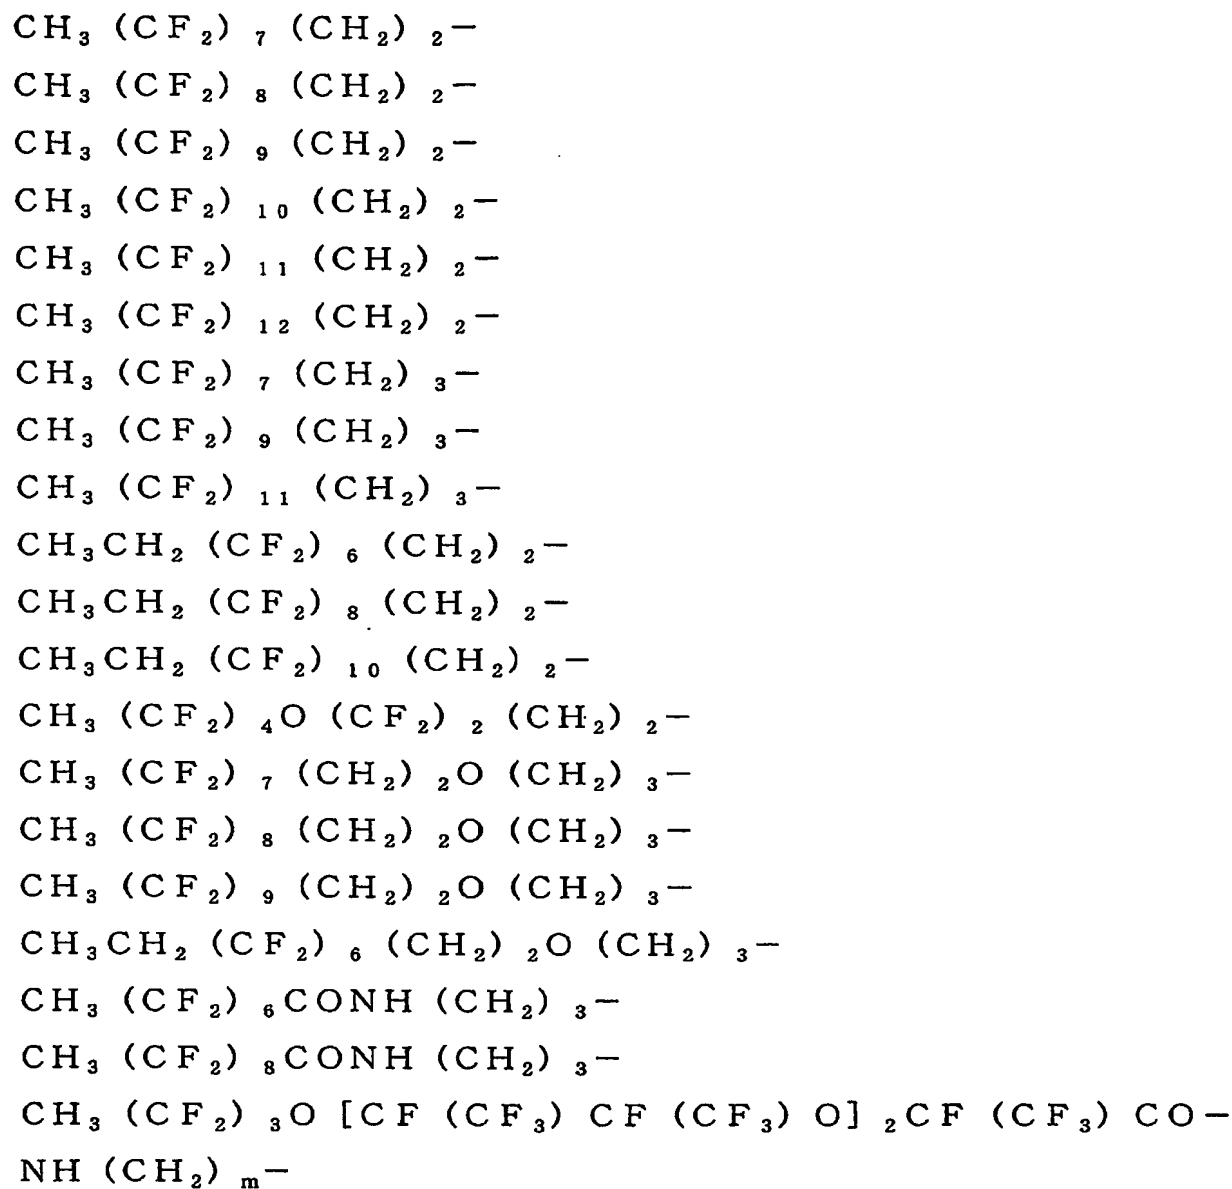 CH₃ (CF₂) ₇ (CH₂) ₂−
CH₃ (CF₂) ₈ (CH₂) ₂−
CH₃ (CF₂) ₉ (CH₂) ₂−
CH₃ (CF₂) ₁₀ (CH₂) ₂−
CH₃ (CF₂) ₁₁ (CH₂) ₂−
CH₃ (CF₂) ₁₂ (CH₂) ₂−
CH₃ (CF₂) ₇ (CH₂) ₃−
CH₃ (CF₂) ₉ (CH₂) ₃−
CH₃ (CF₂) ₁₁ (CH₂) ₃−
CH₃CH₂ (CF₂) ₆ (CH₂) ₂−
CH₃CH₂ (CF₂) ₈ (CH₂) ₂−
CH₃CH₂ (CF₂) ₁₀ (CH₂) ₂−
CH₃ (CF₂) ₄O (CF₂) ₂ (CH₂) ₂−
CH₃ (CF₂) ₇ (CH₂) ₂O (CH₂) ₃−
CH₃ (CF₂) ₈ (CH₂) ₂O (CH₂) ₃−
CH₃ (CF₂) ₉ (CH₂) ₂O (CH₂) ₃−
CH₃CH₂ (CF₂) ₆ (CH₂) ₂O (CH₂) ₃−
CH₃ (CF₂) ₆CONH (CH₂) ₃−
CH₃ (CF₂) ₈CONH (CH₂) ₃−
CH₃ (CF₂) ₃O [CF (CF₃) CF (CF₃) O] ₂CF (CF₃) CO−
NH (CH₂) ₘ−